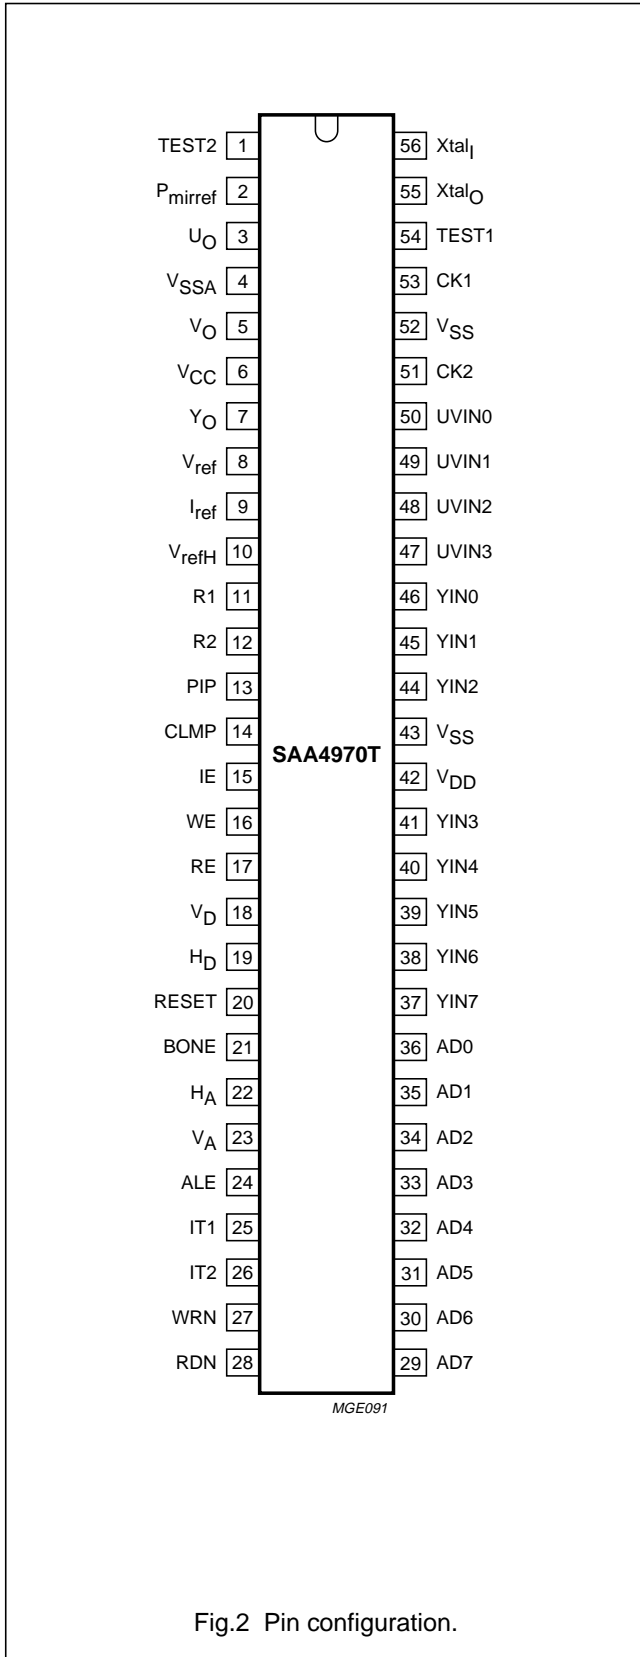 TEST2 1 56 XtalI
Pmirref 2 55 XtalO
UO 3 54 TEST1
VSSA 4 53 CK1
VO 5 52 VSS
VCC 6 51 CK2
YO 7 50 UVIN0
Vref 8 49 UVIN1
Iref 9 48 UVIN2
VrefH 10 47 UVIN3
R1 11 46 YIN0
R2 12 45 YIN1
PIP 13 44 YIN2
CLMP 14 43 VSS
SAA4970T
IE 15 42 VDD
WE 16 41 YIN3
RE 17 40 YIN4
VD 18 39 YIN5
HD 19 38 YIN6
RESET 20 37 YIN7
BONE 21 36 AD0
HA 22 35 AD1
VA 23 34 AD2
ALE 24 33 AD3
IT1 25 32 AD4
IT2 26 31 AD5
WRN 27 30 AD6
RDN 28 29 AD7
MGE091
Fig.2 Pin configuration.